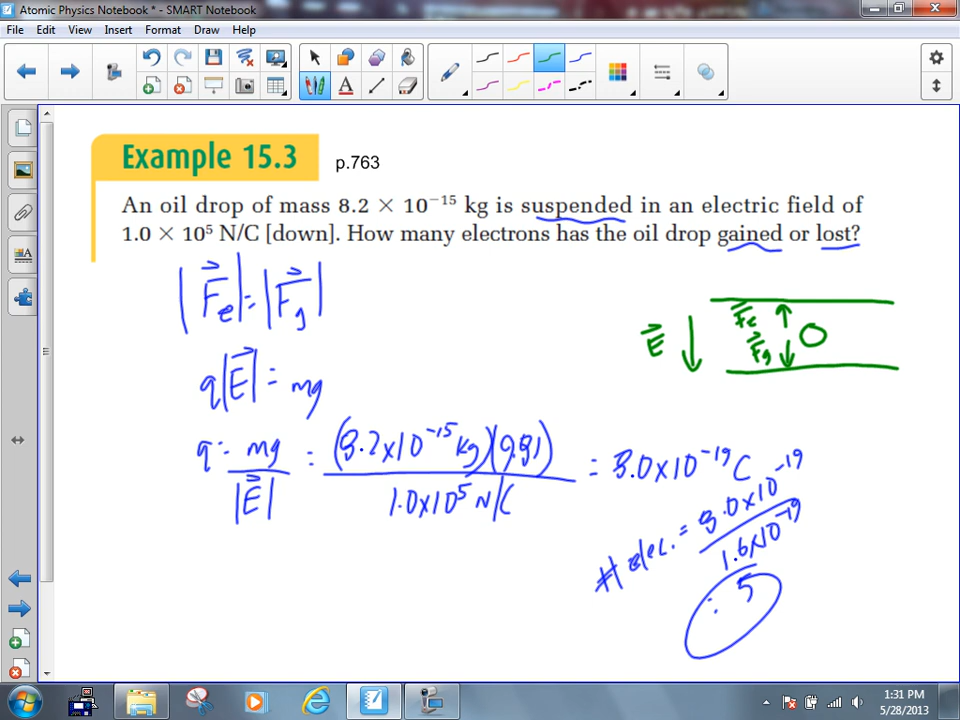 Atomic Physics Notebook * - SMART Notebook
File Edit View Insert Format Draw Help
Example 15.3
p.763
An oil drop of mass 8.2 × 10⁻¹⁵ kg is suspended in an electric field of
1.0 × 10⁵ N/C [down]. How many electrons has the oil drop gained or lost?
|F⃗e| = |F⃗g|
q|E⃗| = mg
q = mg / |E⃗| = (8.2 x 10⁻¹⁵ kg)(9.81) / 1.0 x 10⁵ N/C = 8.0 x 10⁻¹⁹ C
# elec. = 8.0 x 10⁻¹⁹ / 1.6 x 10⁻¹⁹
= 5
E⃗
F⃗e
F⃗g
1:31 PM
5/28/2013